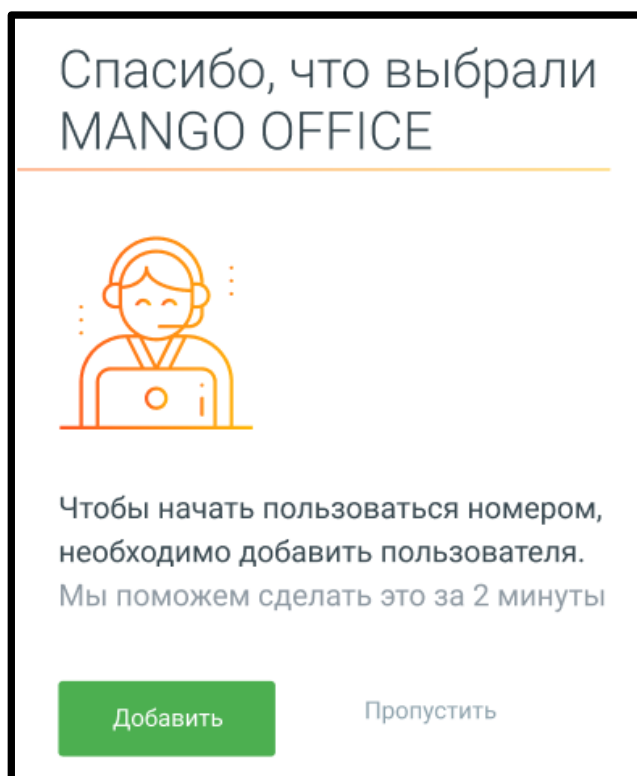 Спасибо, что выбрали
MANGO OFFICE
Чтобы начать пользоваться номером,
необходимо добавить пользователя.
Мы поможем сделать это за 2 минуты
Добавить
Пропустить